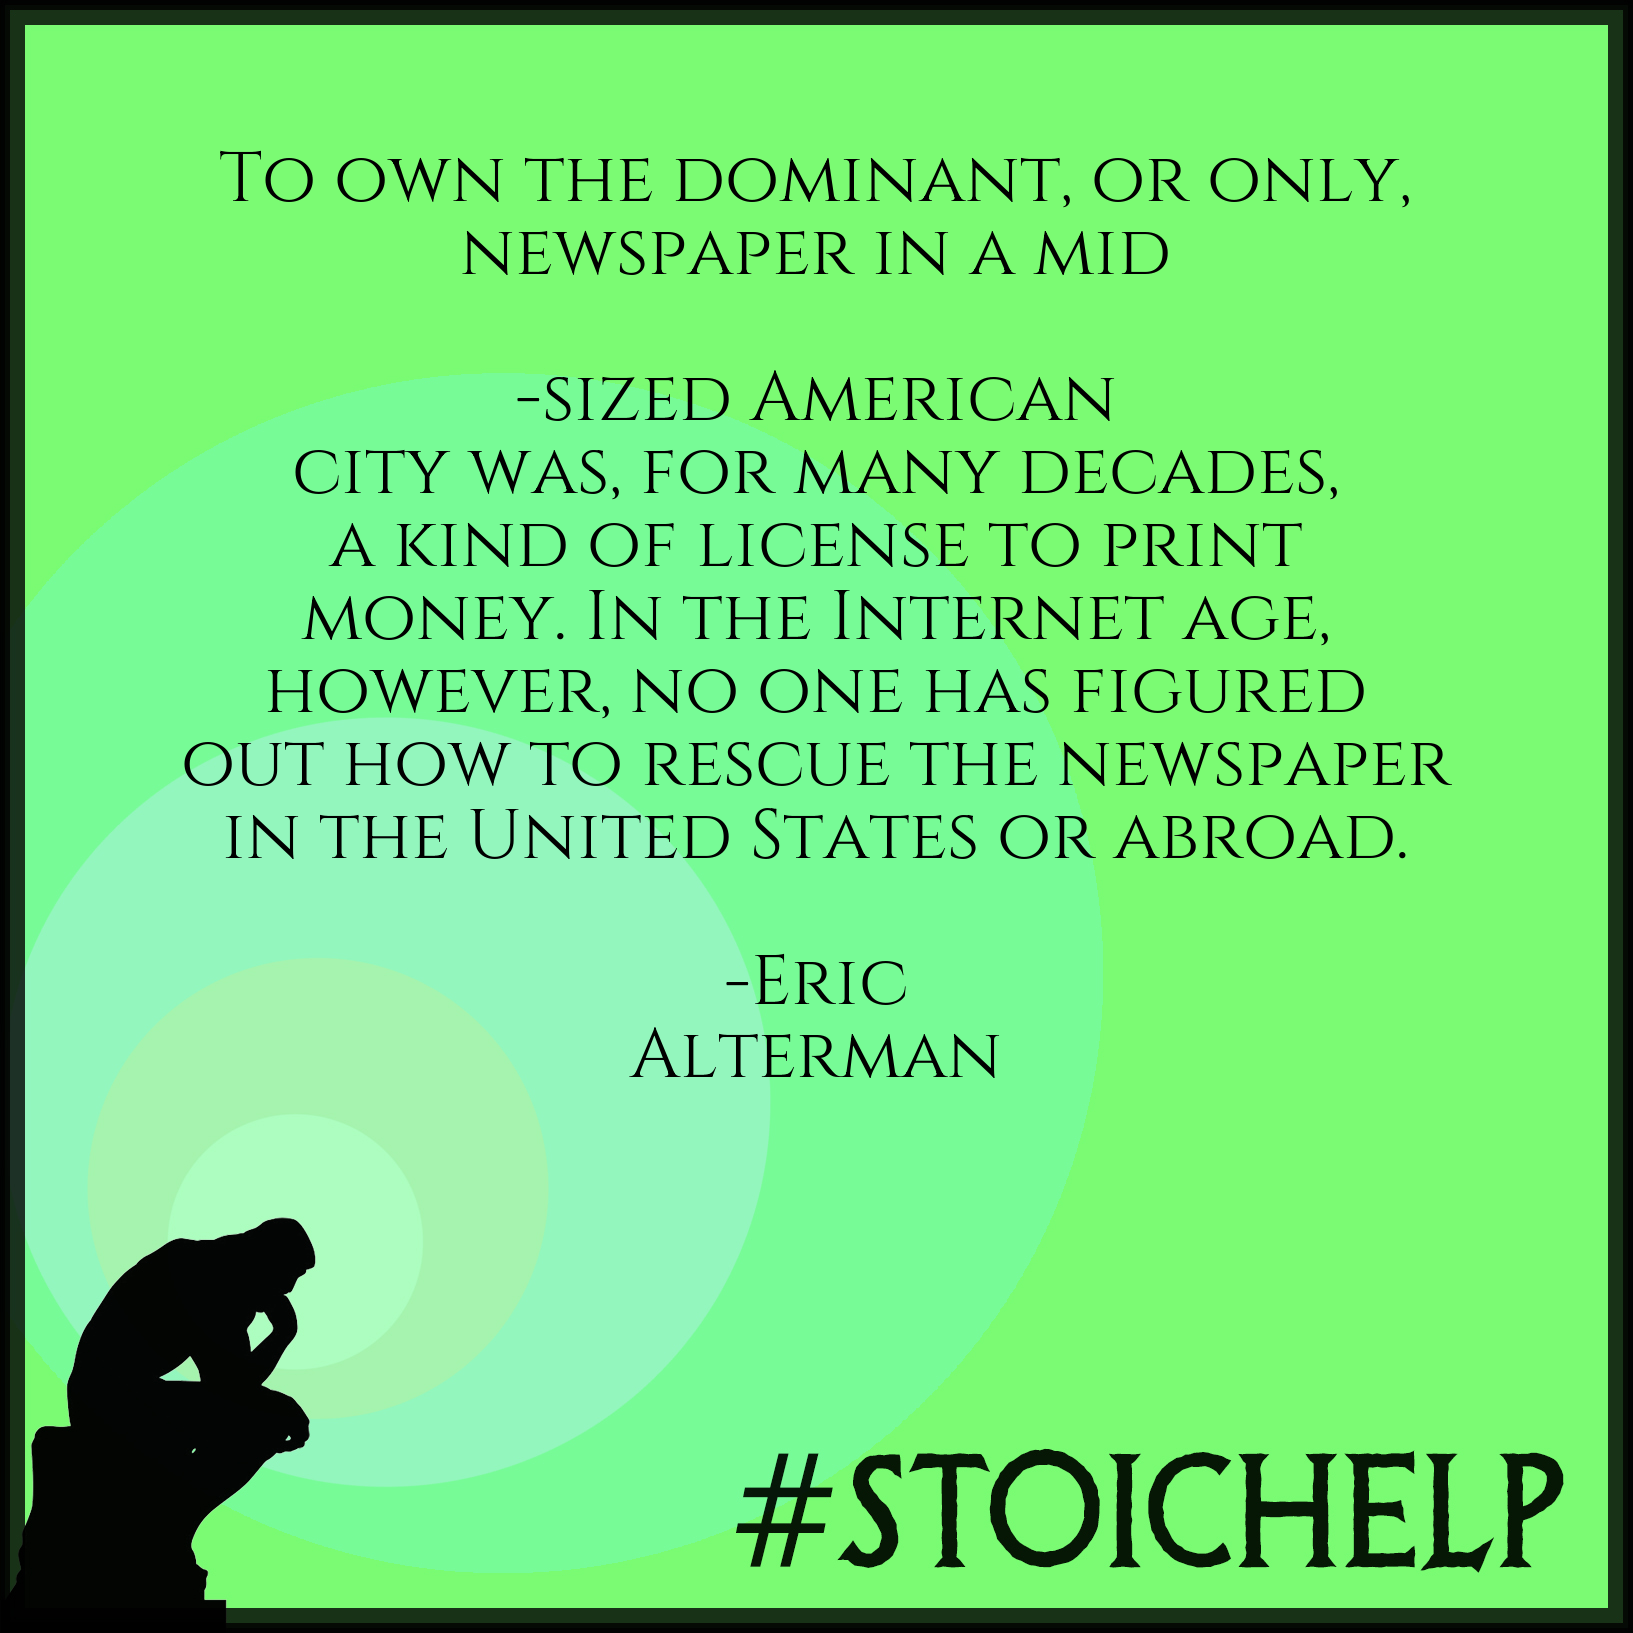 To own the dominant, or only,
newspaper in a mid
-sized American
city was, for many decades,
a kind of license to print
money. In the Internet age,
however, no one has figured
out how to rescue the newspaper
in the United States or abroad.
-Eric
Alterman
#STOICHELP